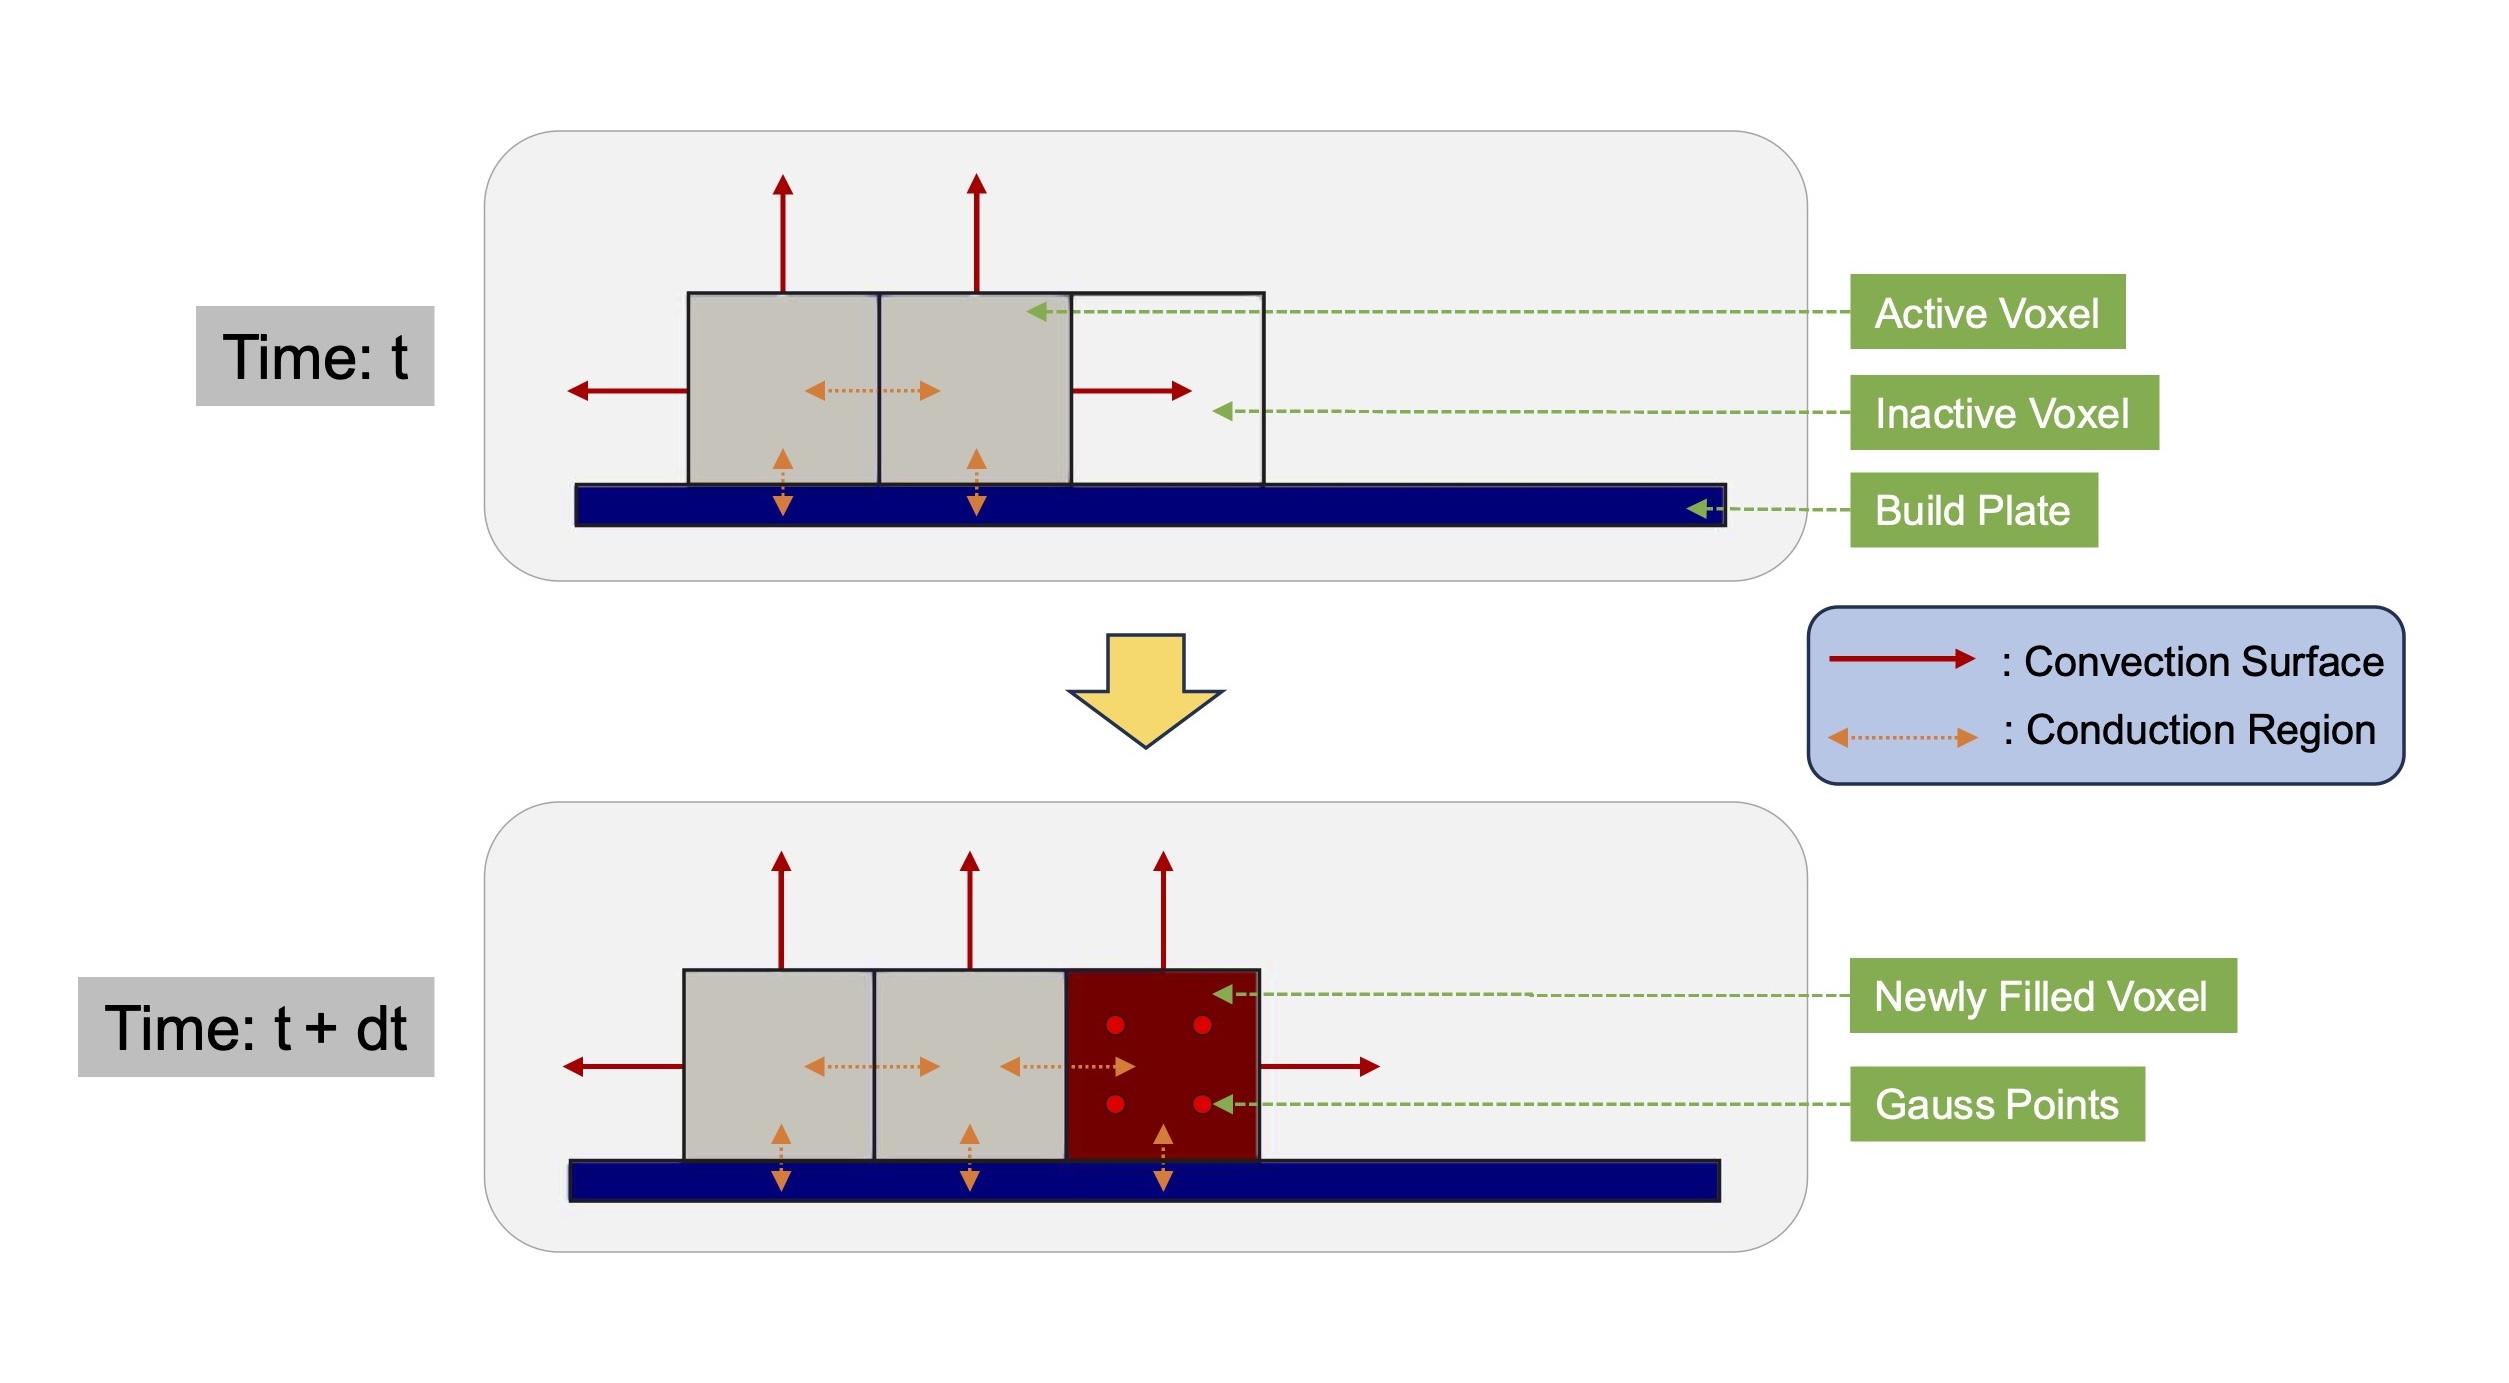 Time: t
Active Voxel
Inactive Voxel
Build Plate
: Convection Surface
: Conduction Region
Time: t + dt
Newly Filled Voxel
Gauss Points